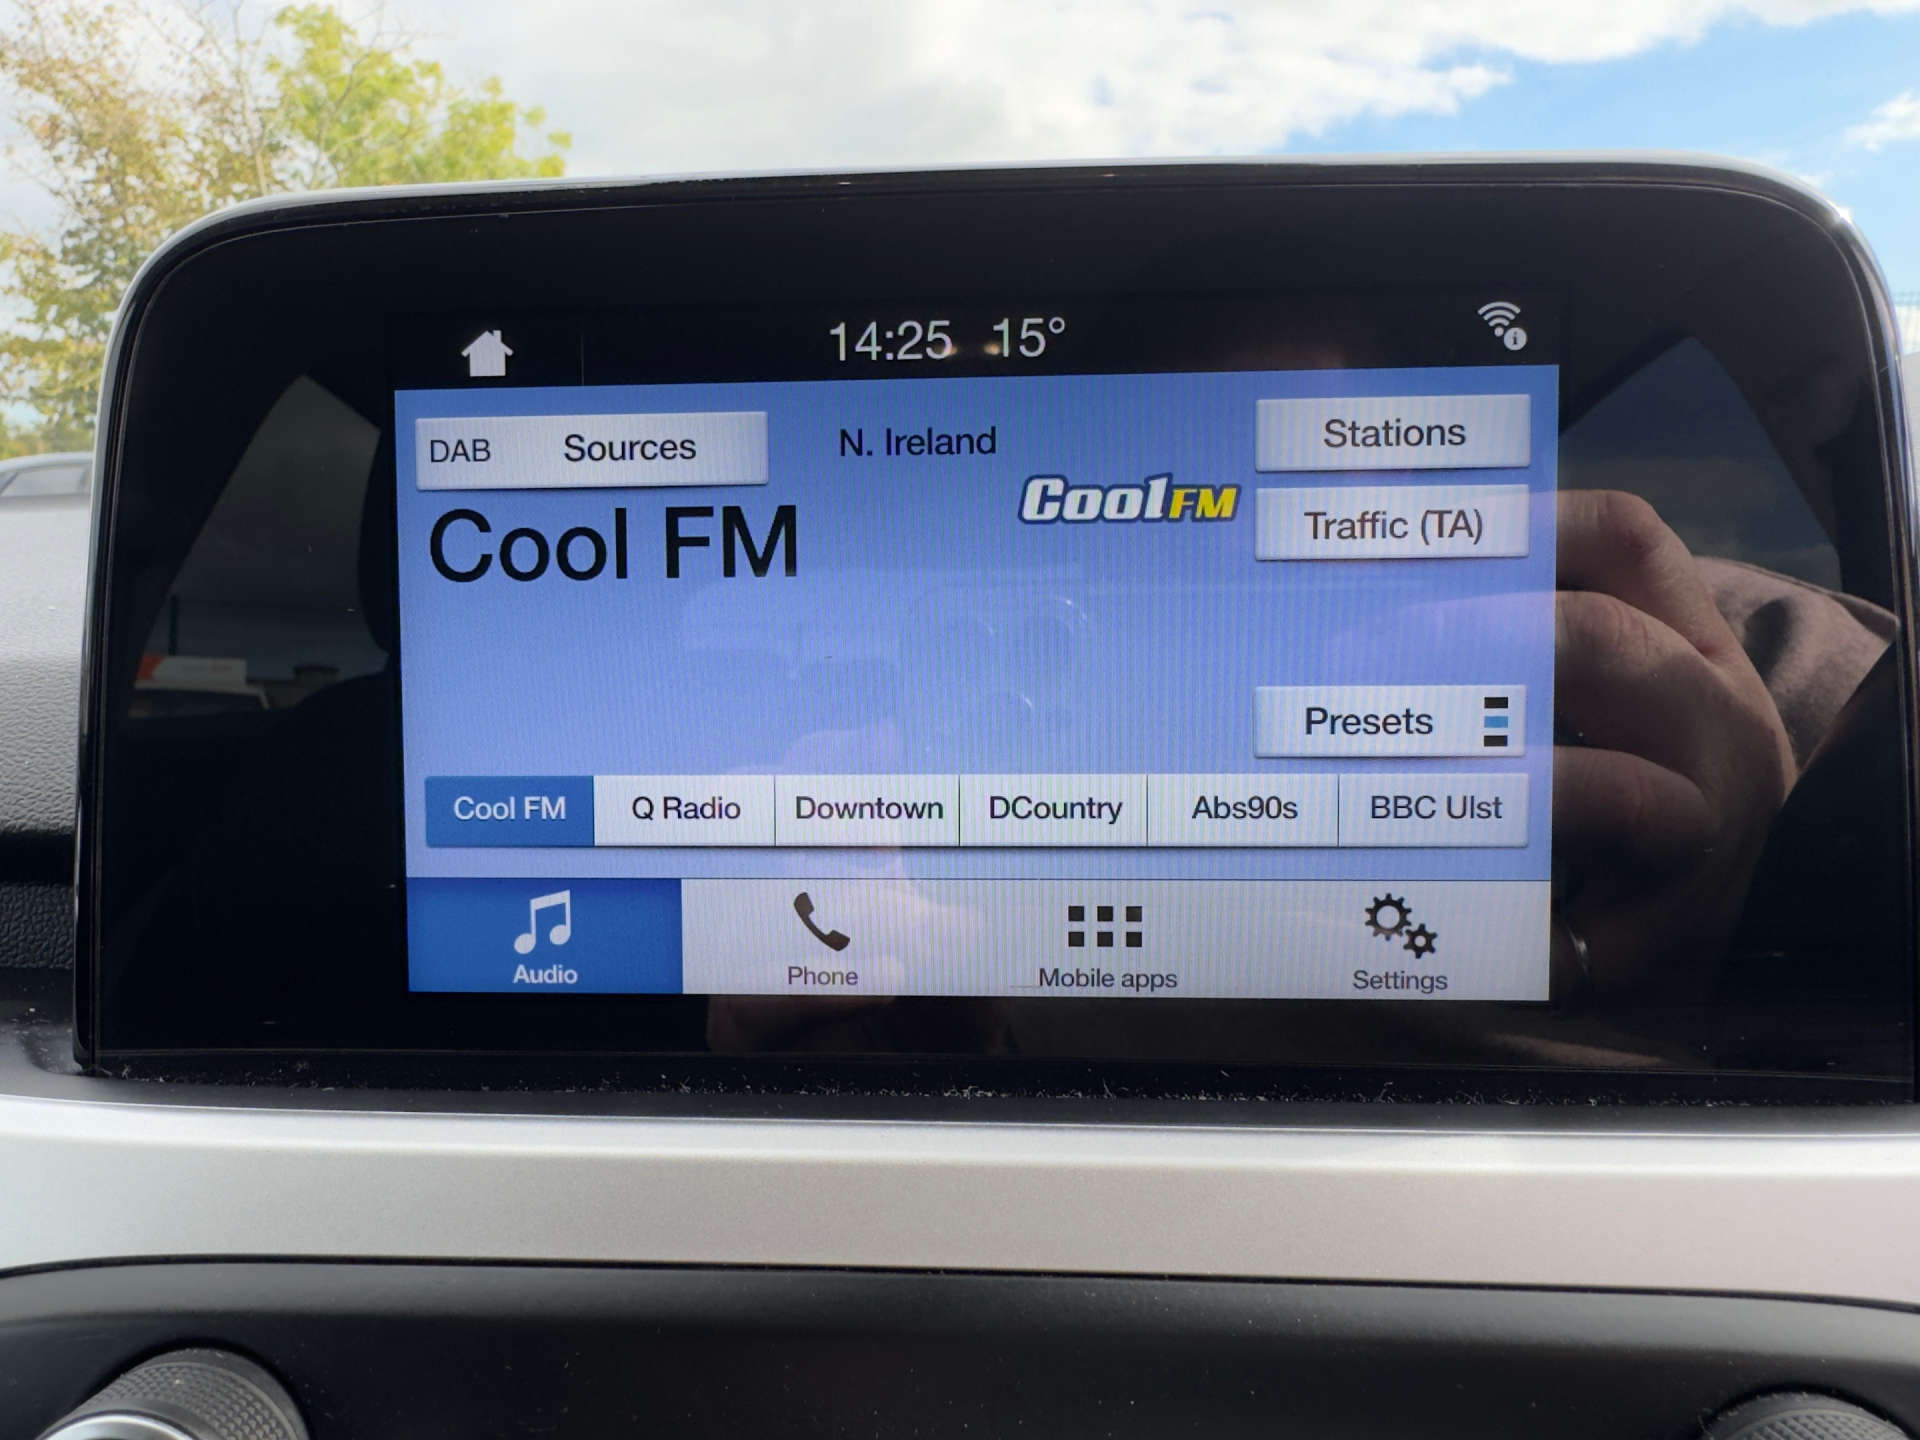 14:25 15°
DAB Sources
N. Ireland
Stations
Cool FM
CoolFM
Traffic (TA)
Presets
Cool FM Q Radio Downtown DCountry Abs90s BBC Ulst
Audio Phone Mobile apps Settings